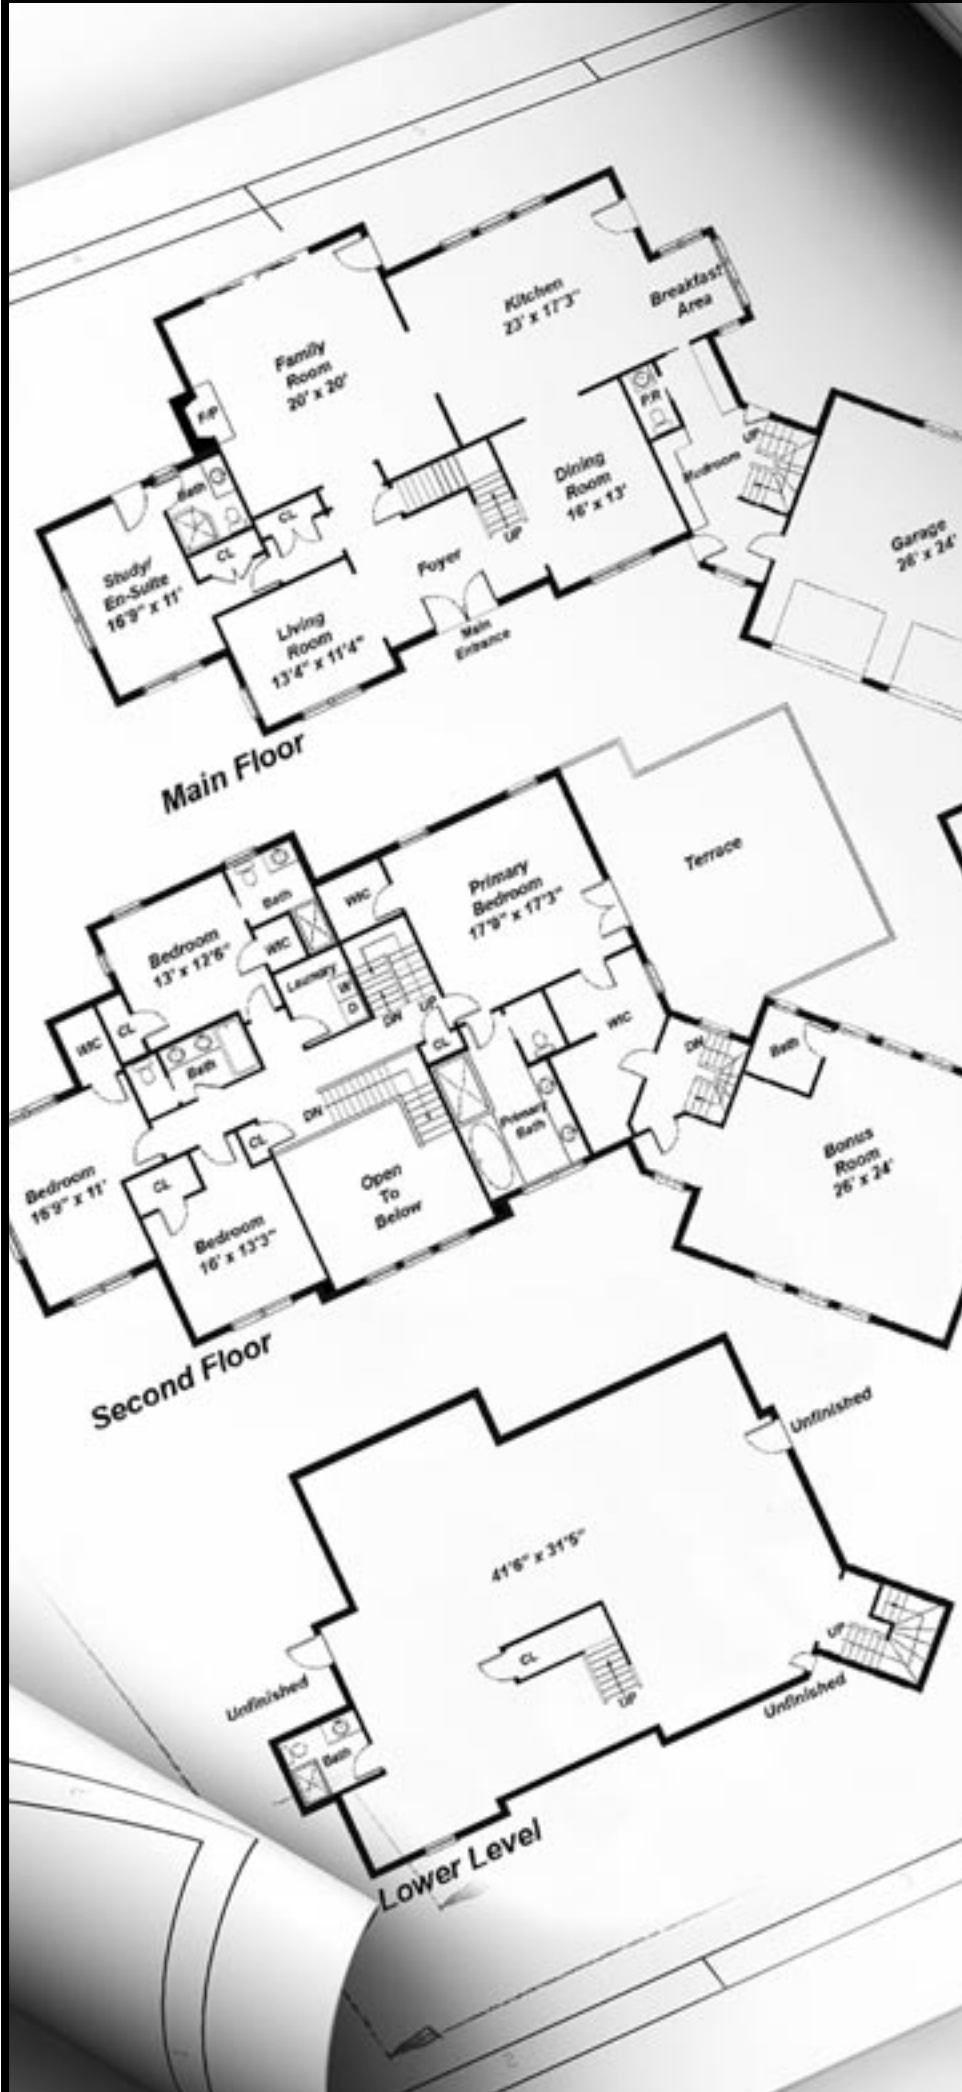 Kitchen
23' x 17'3"
Breakfast
Area
Family
Room
20' x 20'
F/P
P/R
UP
Mudroom
Dining
Room
16' x 13'
Garage
26' x 24'
Bath
CL
CL
Study/
En-Suite
16'9" x 11'
UP
Foyer
Living
Room
13'4" x 11'4"
Main
Entrance
Main Floor
Terrace
Primary
Bedroom
17'9" x 17'3"
WIC
Bath
Bedroom
13' x 12'6"
WIC
Laundry
W
D
DN
UP
CL
CL
WIC
WIC
DN
Bath
Bath
DN
CL
Primary
Bath
Bonus
Room
26' x 24'
Bedroom
16'9" x 11'
CL
Open
To
Below
Bedroom
16' x 13'3"
Second Floor
Unfinished
41'6" x 31'5"
UP
CL
UP
Unfinished
Unfinished
Bath
Lower Level